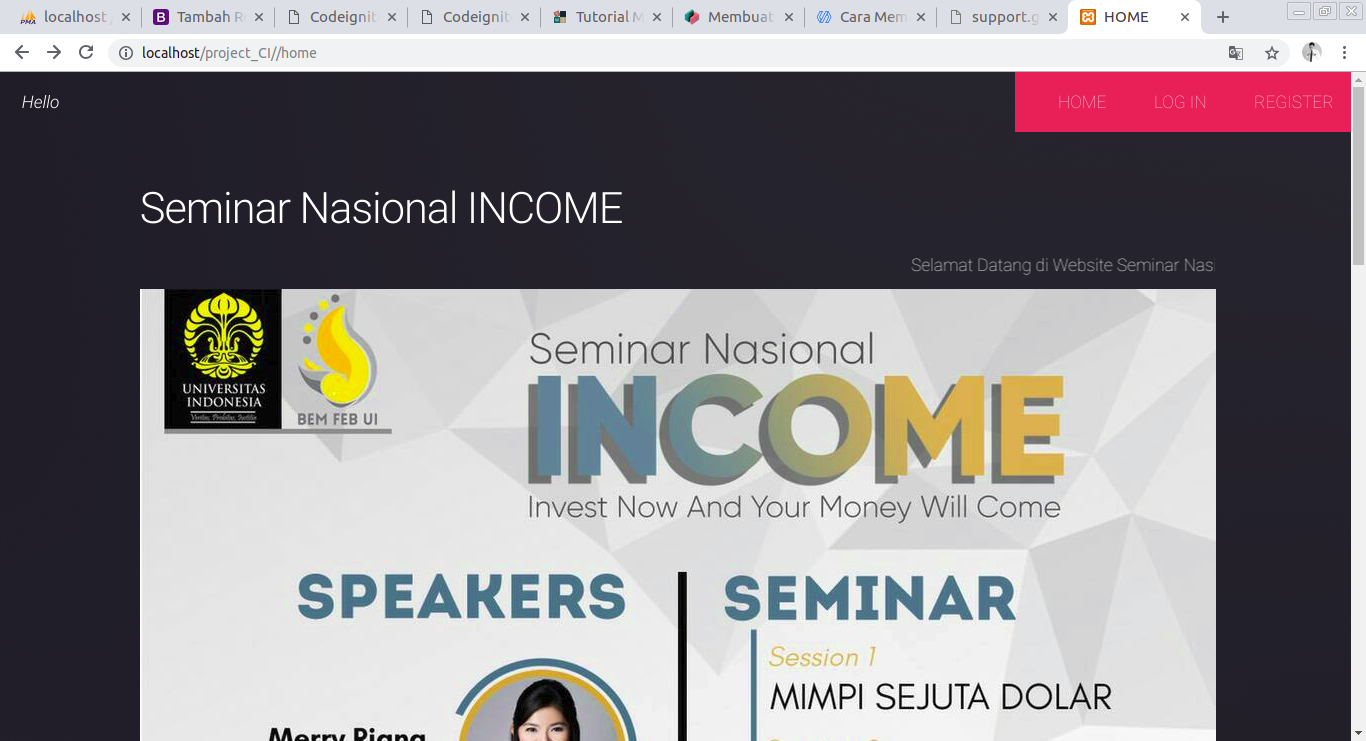 localhost / Tambah Re Codeignit Codeignit Tutorial M Membuat Cara Mem support.g HOME
localhost/project_CI//home
Hello
HOME LOG IN REGISTER
Seminar Nasional INCOME
Selamat Datang di Website Seminar Nasi
UNIVERSITAS
INDONESIA
Veritas, Probitas, Iustitia
BEM FEB UI
Seminar Nasional
INCOME
Invest Now And Your Money Will Come
SPEAKERS
SEMINAR
Session 1
MIMPI SEJUTA DOLAR
Merry Riana